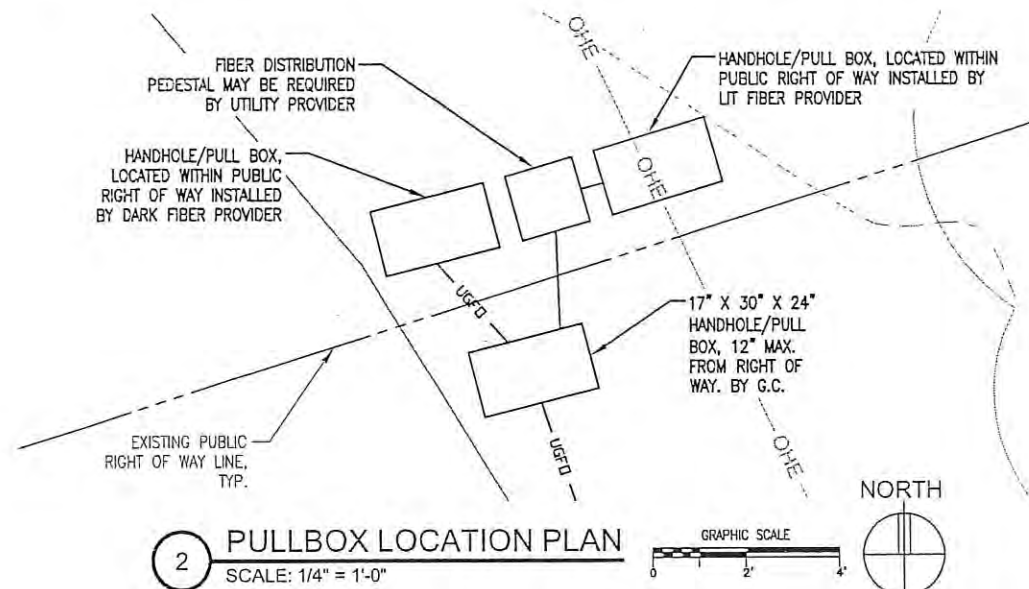 FIBER DISTRIBUTION
PEDESTAL MAY BE REQUIRED
BY UTILITY PROVIDER
HANDHOLE/PULL BOX, LOCATED WITHIN
PUBLIC RIGHT OF WAY INSTALLED BY
LIT FIBER PROVIDER
HANDHOLE/PULL BOX,
LOCATED WITHIN PUBLIC
RIGHT OF WAY INSTALLED
BY DARK FIBER PROVIDER
OHE
OHE
OHE
UGFO
UGFO
17" X 30" X 24"
HANDHOLE/PULL
BOX, 12" MAX.
FROM RIGHT OF
WAY. BY G.C.
EXISTING PUBLIC
RIGHT OF WAY LINE,
TYP.
2
PULLBOX LOCATION PLAN
SCALE: 1/4" = 1'-0"
GRAPHIC SCALE
0 2' 4'
NORTH